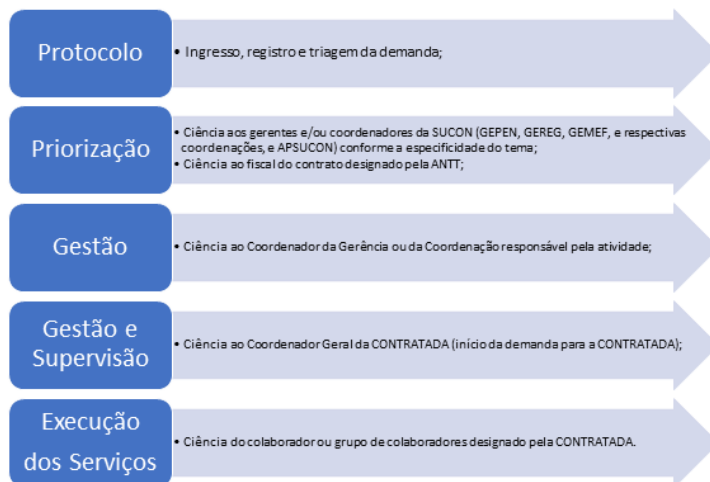 Protocolo
• Ingresso, registro e triagem da demanda;
Priorização
• Ciência aos gerentes e/ou coordenadores da SUCON (GEPEN, GEREG, GEMEF, e respectivas
coordenações, e APSUCON) conforme a especificidade do tema;
• Ciência ao fiscal do contrato designado pela ANTT;
Gestão
• Ciência ao Coordenador da Gerência ou da Coordenação responsável pela atividade;
Gestão e
Supervisão
• Ciência ao Coordenador Geral da CONTRATADA (início da demanda para a CONTRATADA);
Execução
dos Serviços
• Ciência do colaborador ou grupo de colaboradores designado pela CONTRATADA.